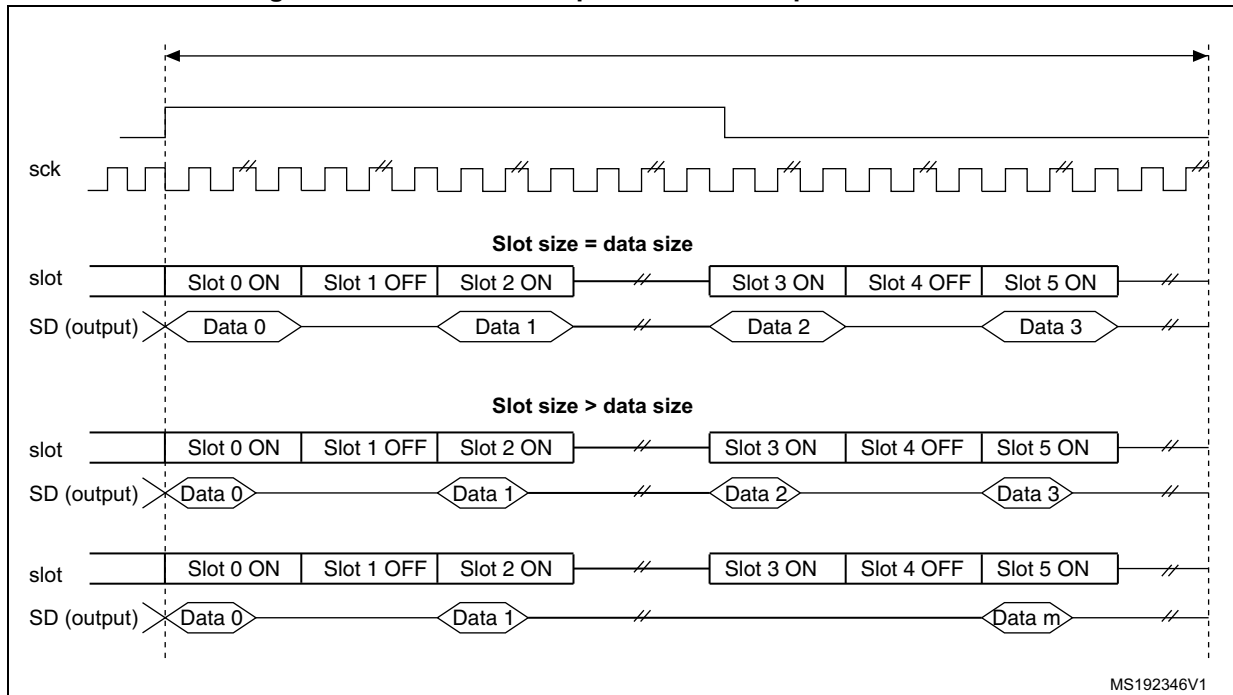 sck
Slot size = data size
slot Slot 0 ON Slot 1 OFF Slot 2 ON Slot 3 ON Slot 4 OFF Slot 5 ON
SD (output) Data 0 Data 1 Data 2 Data 3
Slot size > data size
slot Slot 0 ON Slot 1 OFF Slot 2 ON Slot 3 ON Slot 4 OFF Slot 5 ON
SD (output) Data 0 Data 1 Data 2 Data 3
slot Slot 0 ON Slot 1 OFF Slot 2 ON Slot 3 ON Slot 4 OFF Slot 5 ON
SD (output) Data 0 Data 1 Data m
MS192346V1